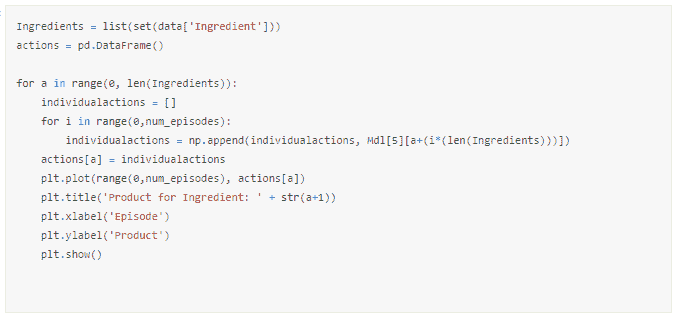 Ingredients = list(set(data['Ingredient']))
actions = pd.DataFrame()
for a in range(0, len(Ingredients)):
    individualactions = []
    for i in range(0,num_episodes):
        individualactions = np.append(individualactions, Mdl[5][a+(i*(len(Ingredients)))])
    actions[a] = individualactions
    plt.plot(range(0,num_episodes), actions[a])
    plt.title('Product for Ingredient: ' + str(a+1))
    plt.xlabel('Episode')
    plt.ylabel('Product')
    plt.show()